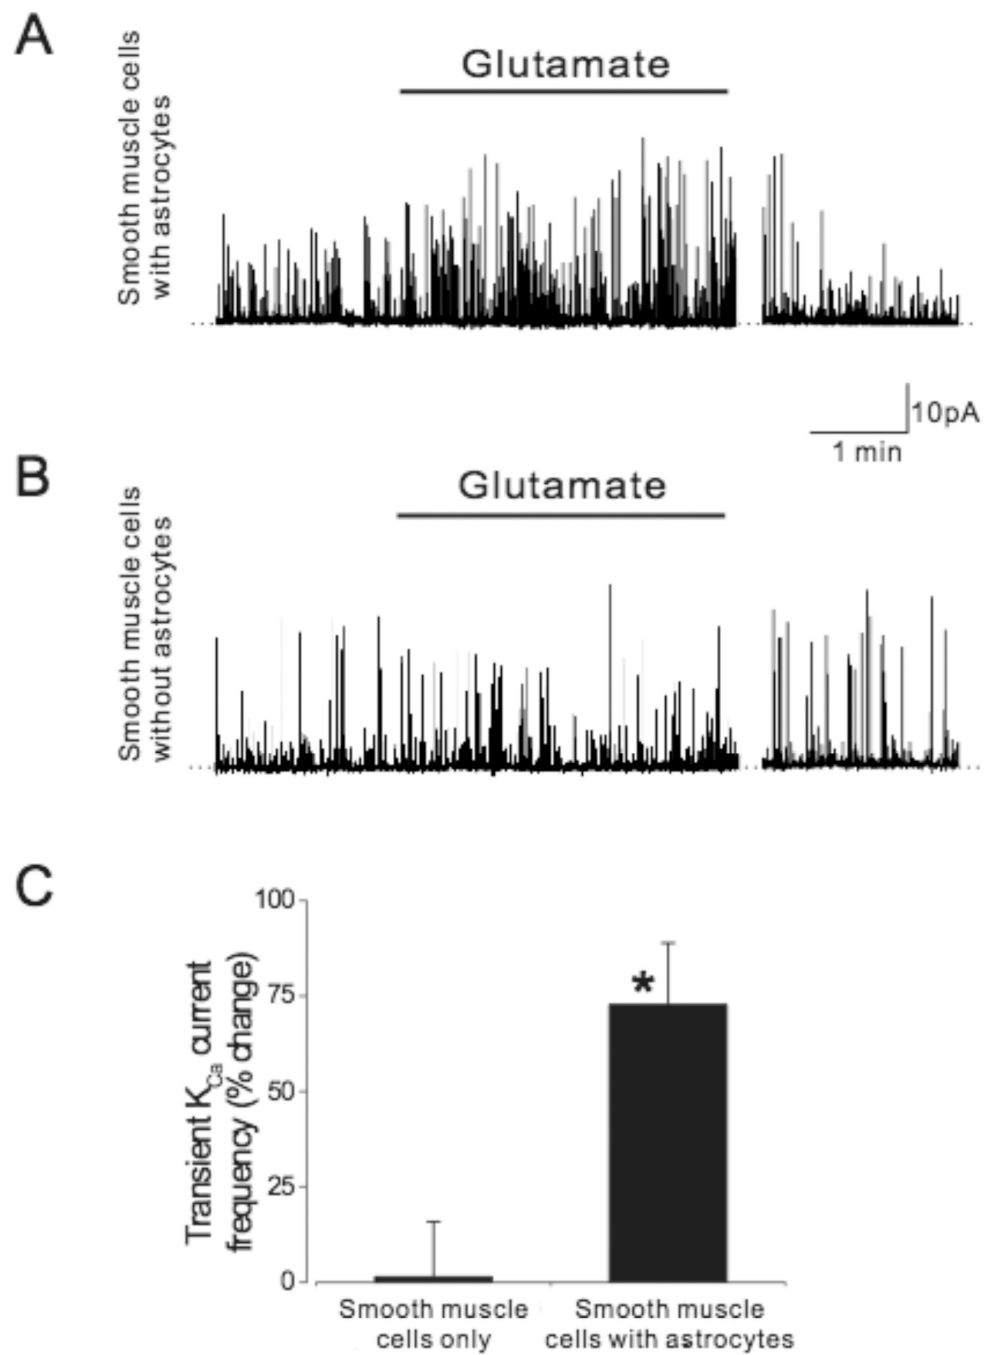 A
Smooth muscle cells
with astrocytes
Glutamate
10pA
1 min
B
Smooth muscle cells
without astrocytes
Glutamate
C
Transient KCa current
frequency (% change)
100
75
50
25
0
*
Smooth muscle
cells only
Smooth muscle
cells with astrocytes